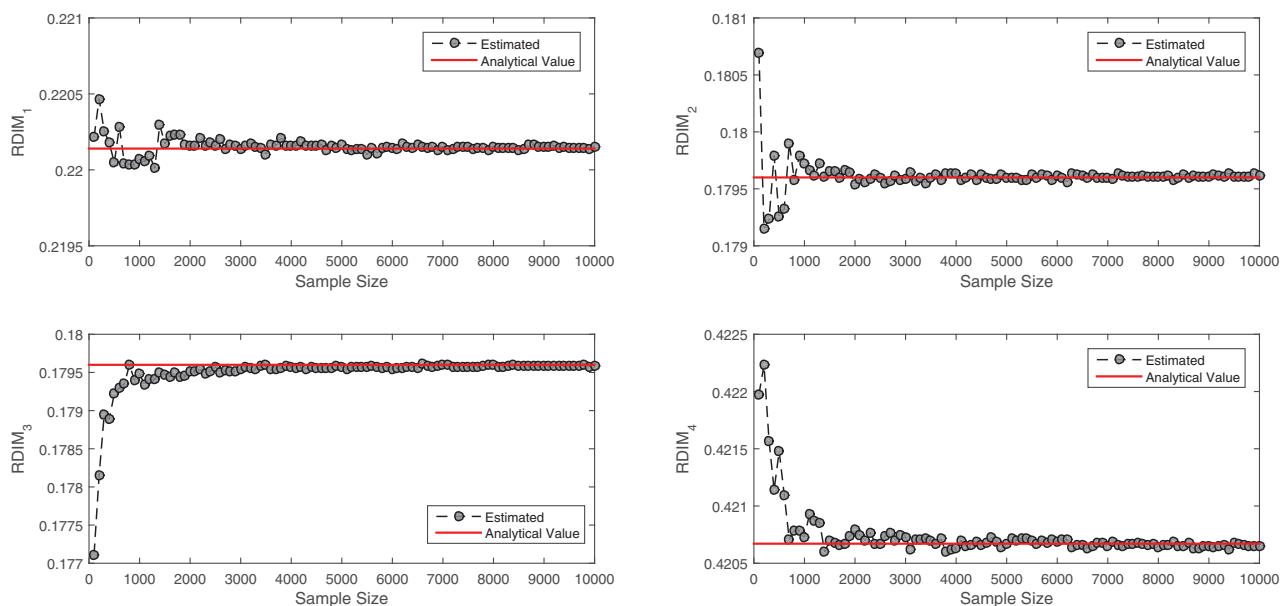 0.221
0.2205
0.22
0.2195
RDIM1
0 1000 2000 3000 4000 5000 6000 7000 8000 9000 10000
Sample Size
Estimated
Analytical Value
0.181
0.1805
0.18
0.1795
0.179
RDIM2
0 1000 2000 3000 4000 5000 6000 7000 8000 9000 10000
Sample Size
Estimated
Analytical Value
0.18
0.1795
0.179
0.1785
0.178
0.1775
0.177
RDIM3
0 1000 2000 3000 4000 5000 6000 7000 8000 9000 10000
Sample Size
Estimated
Analytical Value
0.4225
0.422
0.4215
0.421
0.4205
RDIM4
0 1000 2000 3000 4000 5000 6000 7000 8000 9000 10000
Sample Size
Estimated
Analytical Value